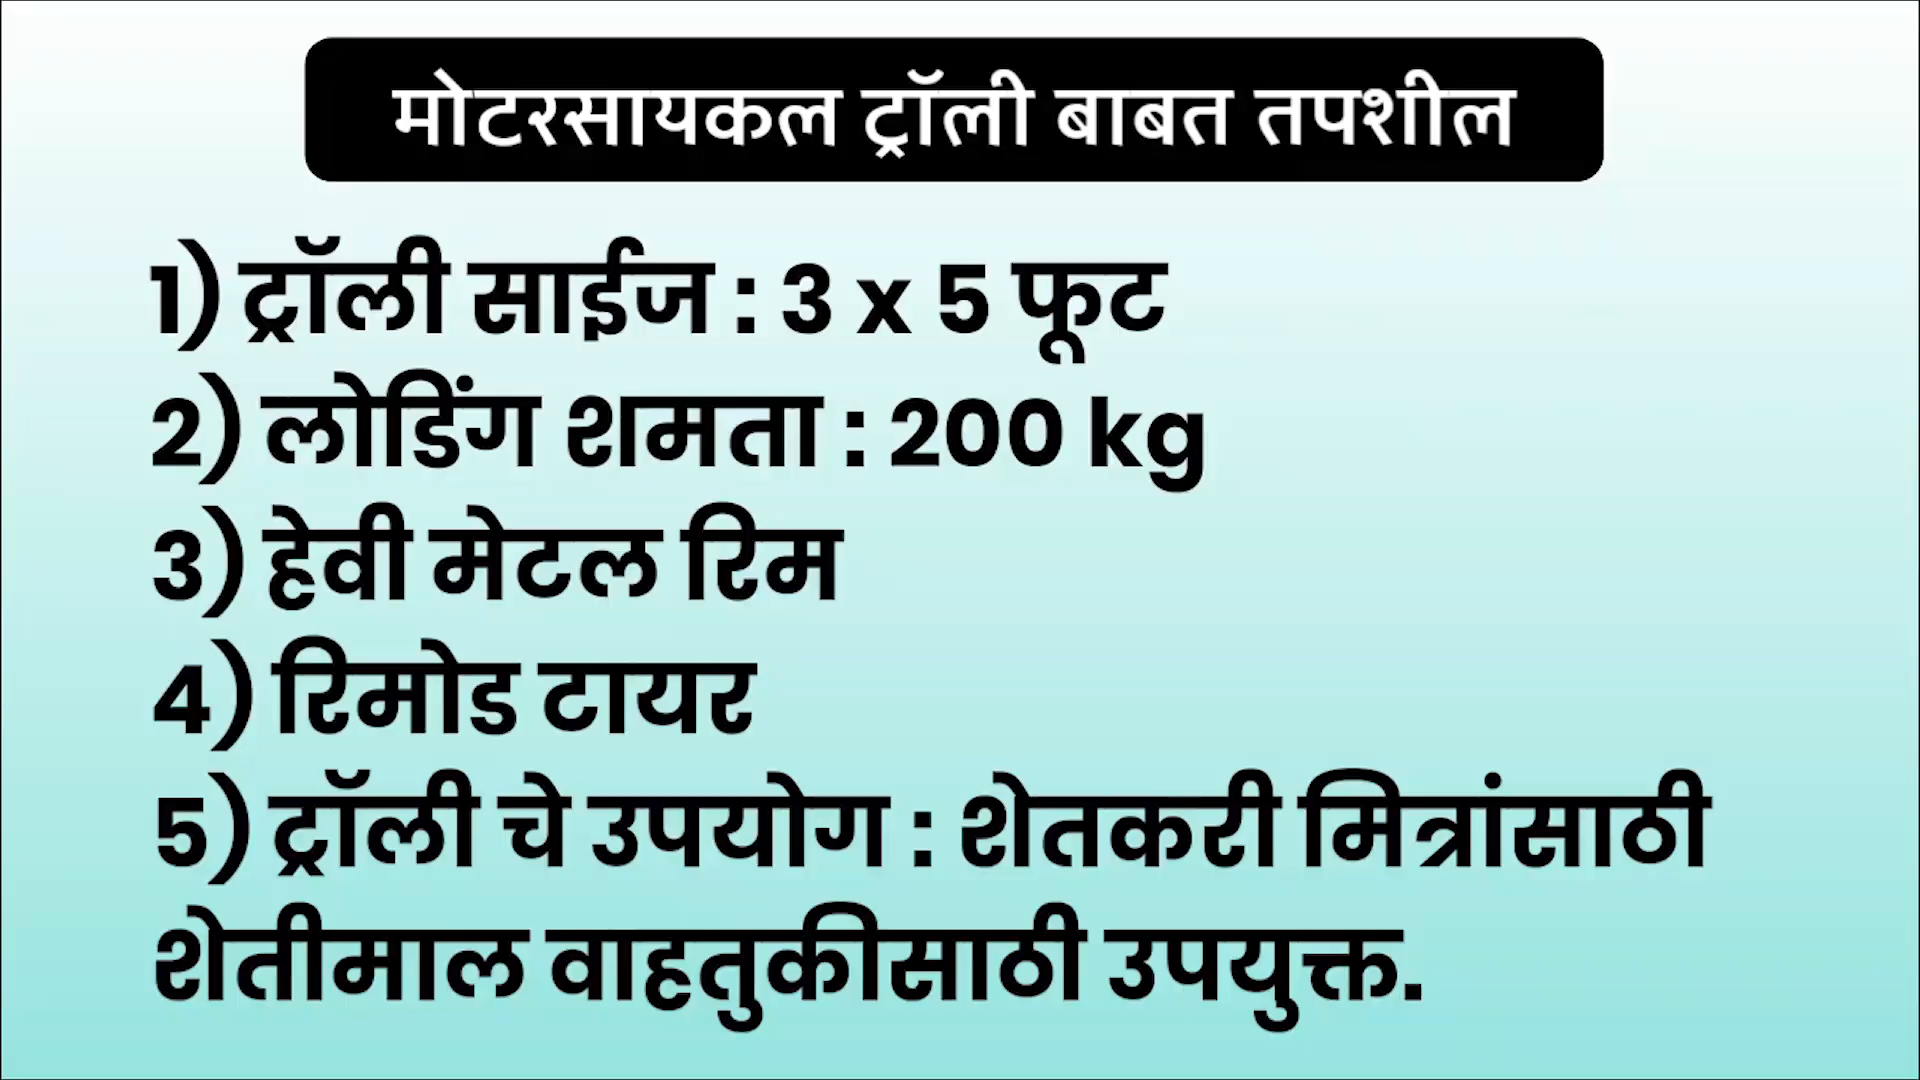 मोटरसायकल ट्रॉली बाबत तपशील
1) ट्रॉली साईज : 3 x 5 फूट
2) लोडिंग शमता : 200 kg
3) हेवी मेटल रिम
4) रिमोड टायर
5) ट्रॉली चे उपयोग : शेतकरी मित्रांसाठी
शेतीमाल वाहतुकीसाठी उपयुक्त.